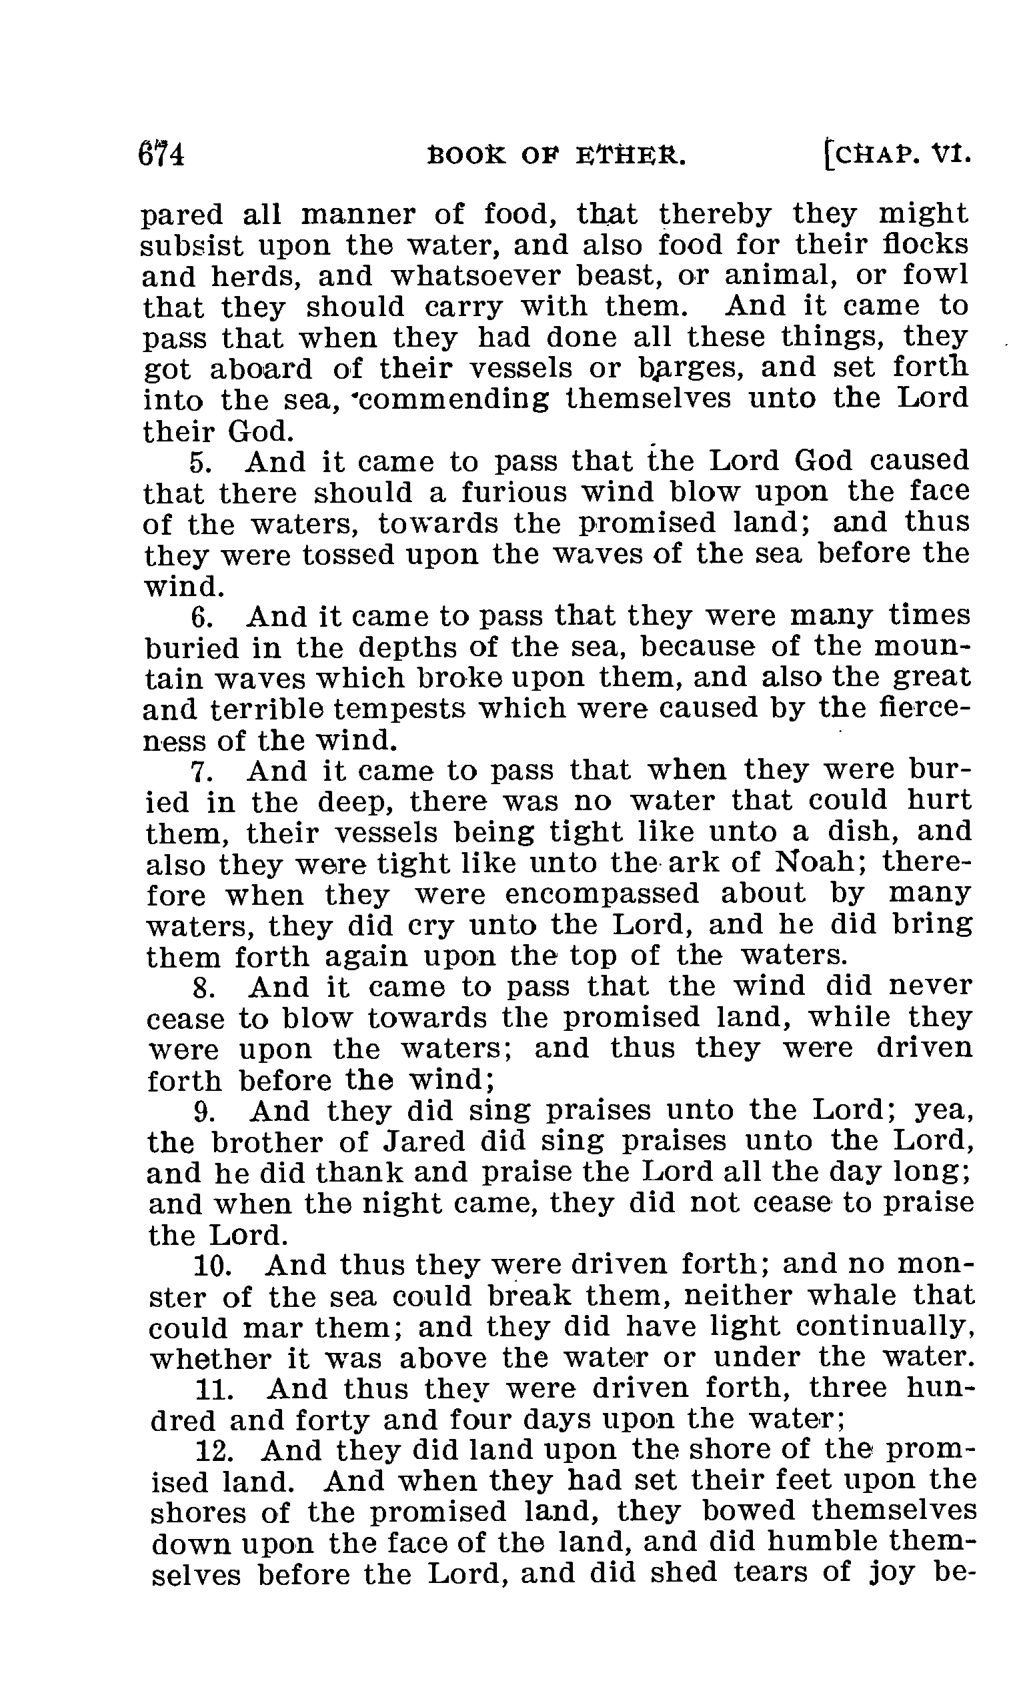 674 BOOK OF ETHER. [CHAP. VI.
pared all manner of food, that thereby they might
subsist upon the water, and also food for their flocks
and herds, and whatsoever beast, or animal, or fowl
that they should carry with them. And it came to
pass that when they had done all these things, they
got aboard of their vessels or barges, and set forth
into the sea, commending themselves unto the Lord
their God.
5. And it came to pass that the Lord God caused
that there should a furious wind blow upon the face
of the waters, towards the promised land; and thus
they were tossed upon the waves of the sea before the
wind.
6. And it came to pass that they were many times
buried in the depths of the sea, because of the moun-
tain waves which broke upon them, and also the great
and terrible tempests which were caused by the fierce-
ness of the wind.
7. And it came to pass that when they were bur-
ied in the deep, there was no water that could hurt
them, their vessels being tight like unto a dish, and
also they were tight like unto the ark of Noah; there-
fore when they were encompassed about by many
waters, they did cry unto the Lord, and he did bring
them forth again upon the top of the waters.
8. And it came to pass that the wind did never
cease to blow towards the promised land, while they
were upon the waters; and thus they were driven
forth before the wind;
9. And they did sing praises unto the Lord; yea,
the brother of Jared did sing praises unto the Lord,
and he did thank and praise the Lord all the day long;
and when the night came, they did not cease to praise
the Lord.
10. And thus they were driven forth; and no mon-
ster of the sea could break them, neither whale that
could mar them; and they did have light continually,
whether it was above the water or under the water.
11. And thus they were driven forth, three hun-
dred and forty and four days upon the water;
12. And they did land upon the shore of the prom-
ised land. And when they had set their feet upon the
shores of the promised land, they bowed themselves
down upon the face of the land, and did humble them-
selves before the Lord, and did shed tears of joy be-